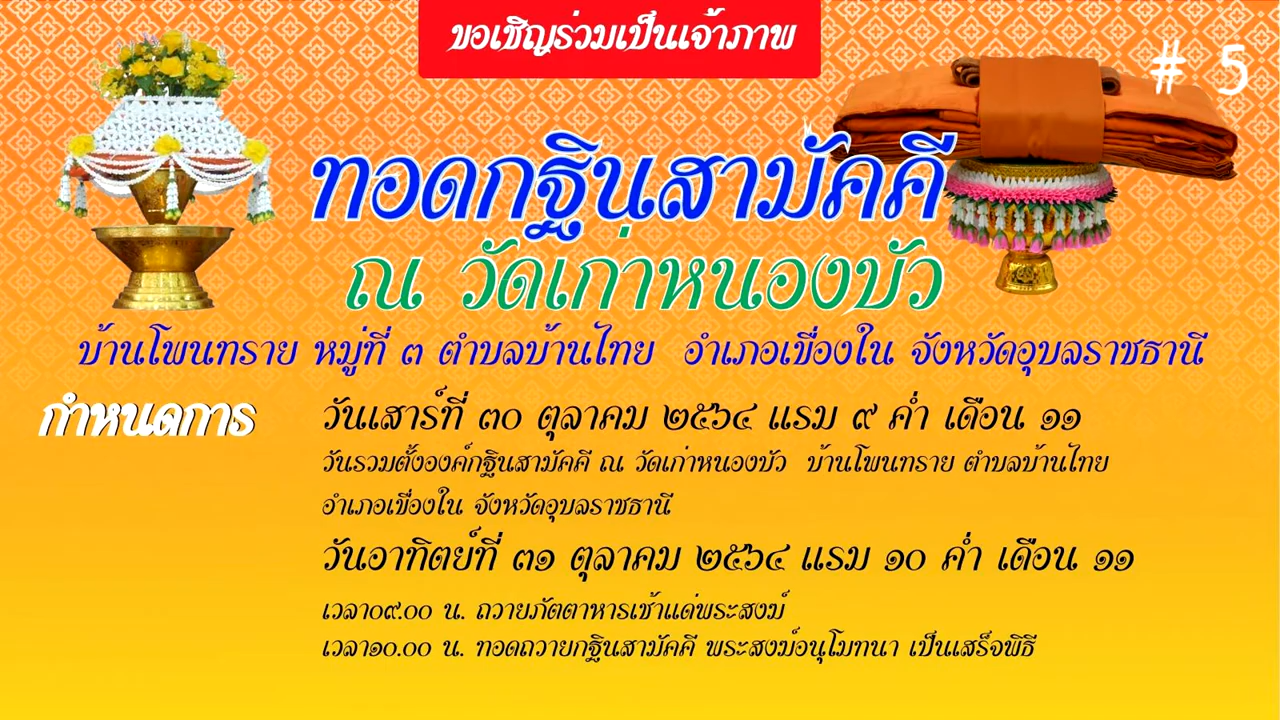 ขอเชิญร่วมเป็นเจ้าภาพ
# 5
ทอดกฐินสามัคคี
ณ วัดเก่าหนองบัว
บ้านโพนทราย หมู่ที่ ๓ ตำบลบ้านไทย อำเภอเขื่องใน จังหวัดอุบลราชธานี
กำหนดการ
วันเสาร์ที่ ๓๐ ตุลาคม ๒๕๖๔ แรม ๙ ค่ำ เดือน ๑๑
วันรวมตั้งองค์กฐินสามัคคี ณ วัดเก่าหนองบัว บ้านโพนทราย ตำบลบ้านไทย
อำเภอเขื่องใน จังหวัดอุบลราชธานี
วันอาทิตย์ที่ ๓๑ ตุลาคม ๒๕๖๔ แรม ๑๐ ค่ำ เดือน ๑๑
เวลา๐๙.๐๐ น. ถวายภัตตาหารเช้าแด่พระสงฆ์
เวลา๑๐.๐๐ น. ทอดถวายกฐินสามัคคี พระสงฆ์อนุโมทนา เป็นเสร็จพิธี